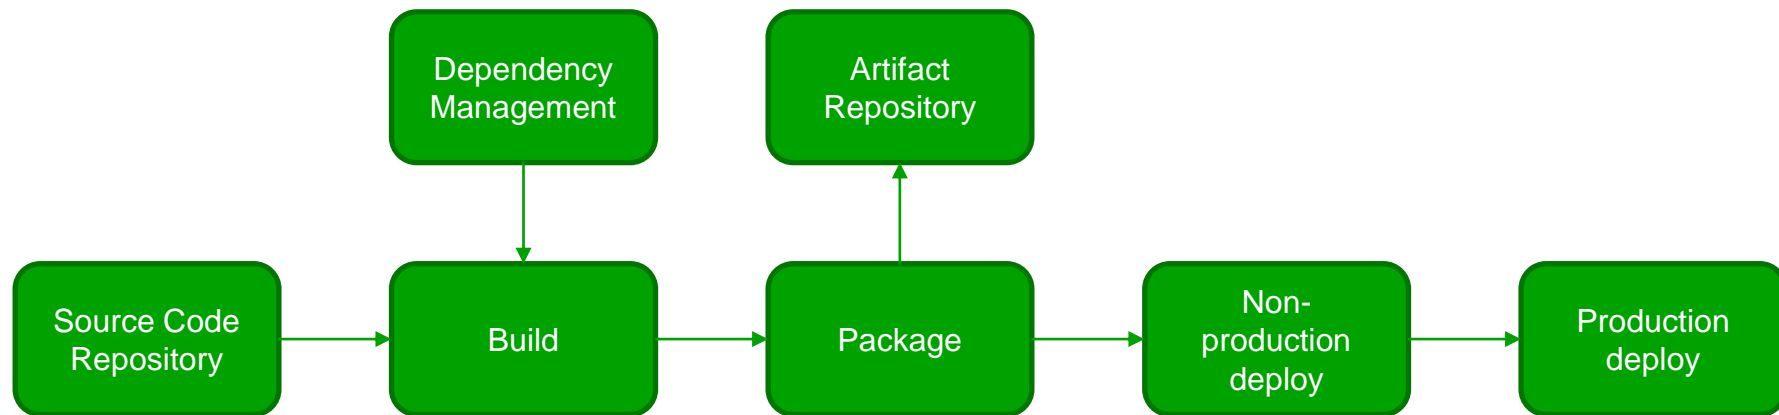 Dependency
Management
Artifact
Repository
Source Code
Repository
Build
Package
Non-
production
deploy
Production
deploy